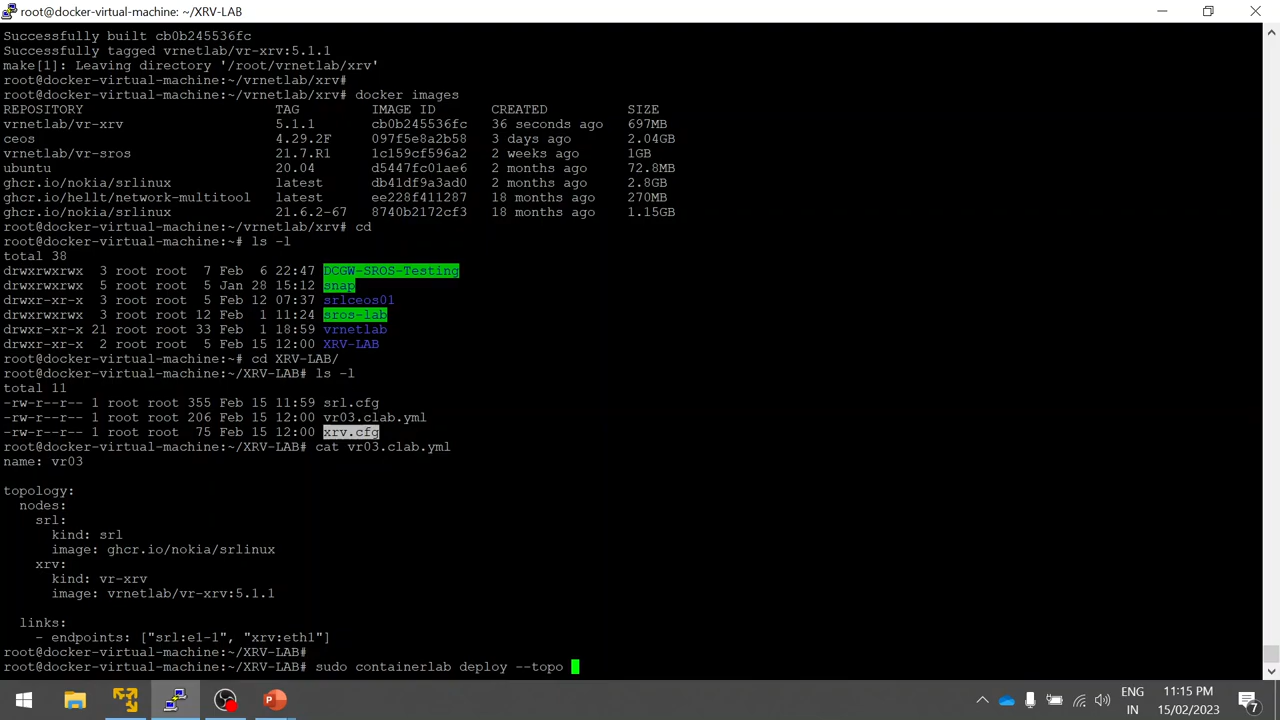 root@docker-virtual-machine: ~/XRV-LAB
Successfully built cb0b245536fc
Successfully tagged vrnetlab/vr-xrv:5.1.1
make[1]: Leaving directory '/root/vrnetlab/xrv'
root@docker-virtual-machine:~/vrnetlab/xrv#
root@docker-virtual-machine:~/vrnetlab/xrv# docker images
REPOSITORY TAG IMAGE ID CREATED SIZE
vrnetlab/vr-xrv 5.1.1 cb0b245536fc 36 seconds ago 697MB
ceos 4.29.2F 097f5e8a2b58 3 days ago 2.04GB
vrnetlab/vr-sros 21.7.R1 1c159cf596a2 2 weeks ago 1GB
ubuntu 20.04 d5447fc01ae6 2 months ago 72.8MB
ghcr.io/nokia/srlinux latest db41df9a3ad0 2 months ago 2.8GB
ghcr.io/hellt/network-multitool latest ee228f411287 18 months ago 270MB
ghcr.io/nokia/srlinux 21.6.2-67 8740b2172cf3 18 months ago 1.15GB
root@docker-virtual-machine:~/vrnetlab/xrv# cd
root@docker-virtual-machine:~# ls -l
total 38
drwxrwxrwx 3 root root 7 Feb 6 22:47 DCGW-SROS-Testing
drwxrwxrwx 5 root root 5 Jan 28 15:12 snap
drwxr-xr-x 3 root root 5 Feb 12 07:37 srlceos01
drwxrwxrwx 3 root root 12 Feb 1 11:24 sros-lab
drwxr-xr-x 21 root root 33 Feb 1 18:59 vrnetlab
drwxr-xr-x 2 root root 5 Feb 15 12:00 XRV-LAB
root@docker-virtual-machine:~# cd XRV-LAB/
root@docker-virtual-machine:~/XRV-LAB# ls -l
total 11
-rw-r--r-- 1 root root 355 Feb 15 11:59 srl.cfg
-rw-r--r-- 1 root root 206 Feb 15 12:00 vr03.clab.yml
-rw-r--r-- 1 root root 75 Feb 15 12:00 xrv.cfg
root@docker-virtual-machine:~/XRV-LAB# cat vr03.clab.yml
name: vr03
topology:
nodes:
srl:
kind: srl
image: ghcr.io/nokia/srlinux
xrv:
kind: vr-xrv
image: vrnetlab/vr-xrv:5.1.1
links:
- endpoints: ["srl:e1-1", "xrv:eth1"]
root@docker-virtual-machine:~/XRV-LAB#
root@docker-virtual-machine:~/XRV-LAB# sudo containerlab deploy --topo
ENG 11:15 PM
IN 15/02/2023
7